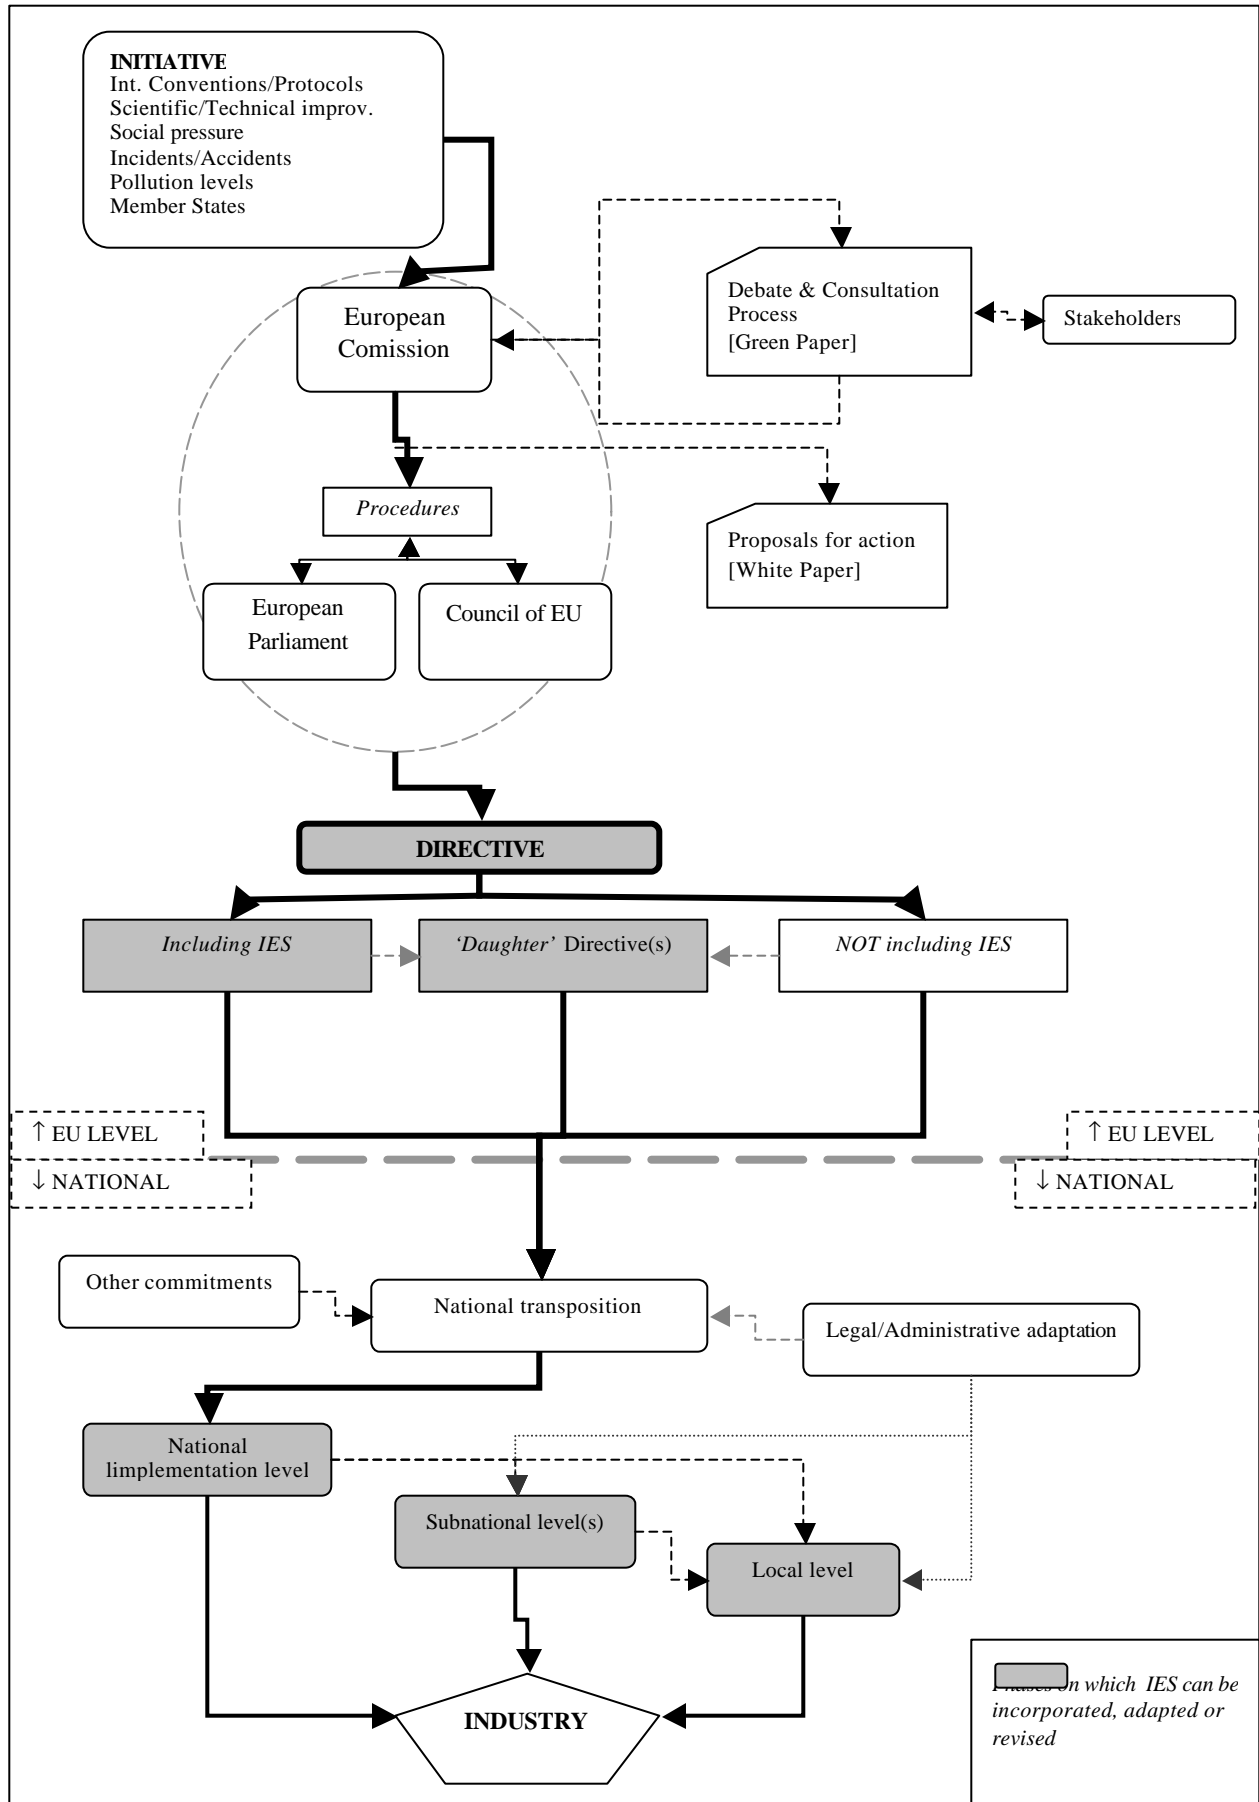 INITIATIVE
Int. Conventions/Protocols
Scientific/Technical improv.
Social pressure
Incidents/Accidents
Pollution levels
Member States
European
Comission
Debate & Consultation
Process
[Green Paper]
Stakeholders
Procedures
Proposals for action
[White Paper]
European
Parliament
Council of EU
DIRECTIVE
Including IES
‘Daughter’ Directive(s)
NOT including IES
↑ EU LEVEL
↑ EU LEVEL
↓ NATIONAL
↓ NATIONAL
Other commitments
National transposition
Legal/Administrative adaptation
National
limplementation level
Subnational level(s)
Local level
INDUSTRY
Phases on which IES can be
incorporated, adapted or
revised